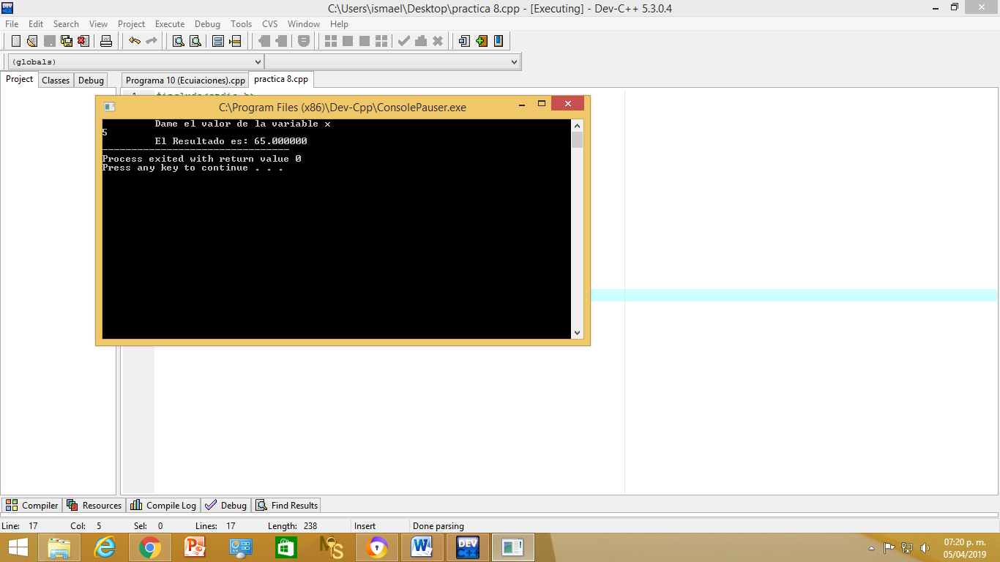 C:\Users\ismael\Desktop\practica 8.cpp - [Executing] - Dev-C++ 5.3.0.4
File Edit Search View Project Execute Debug Tools CVS Window Help
(globals)
Project Classes Debug Programa 10 (Ecuiaciones).cpp practica 8.cpp
C:\Program Files (x86)\Dev-Cpp\ConsolePauser.exe
Dame el valor de la variable x
5
El Resultado es: 65.000000
--------------------------------
Process exited with return value 0
Press any key to continue . . .
Compiler Resources Compile Log Debug Find Results
Line: 17 Col: 5 Sel: 0 Lines: 17 Length: 238 Insert Done parsing
07:20 p. m.
05/04/2019